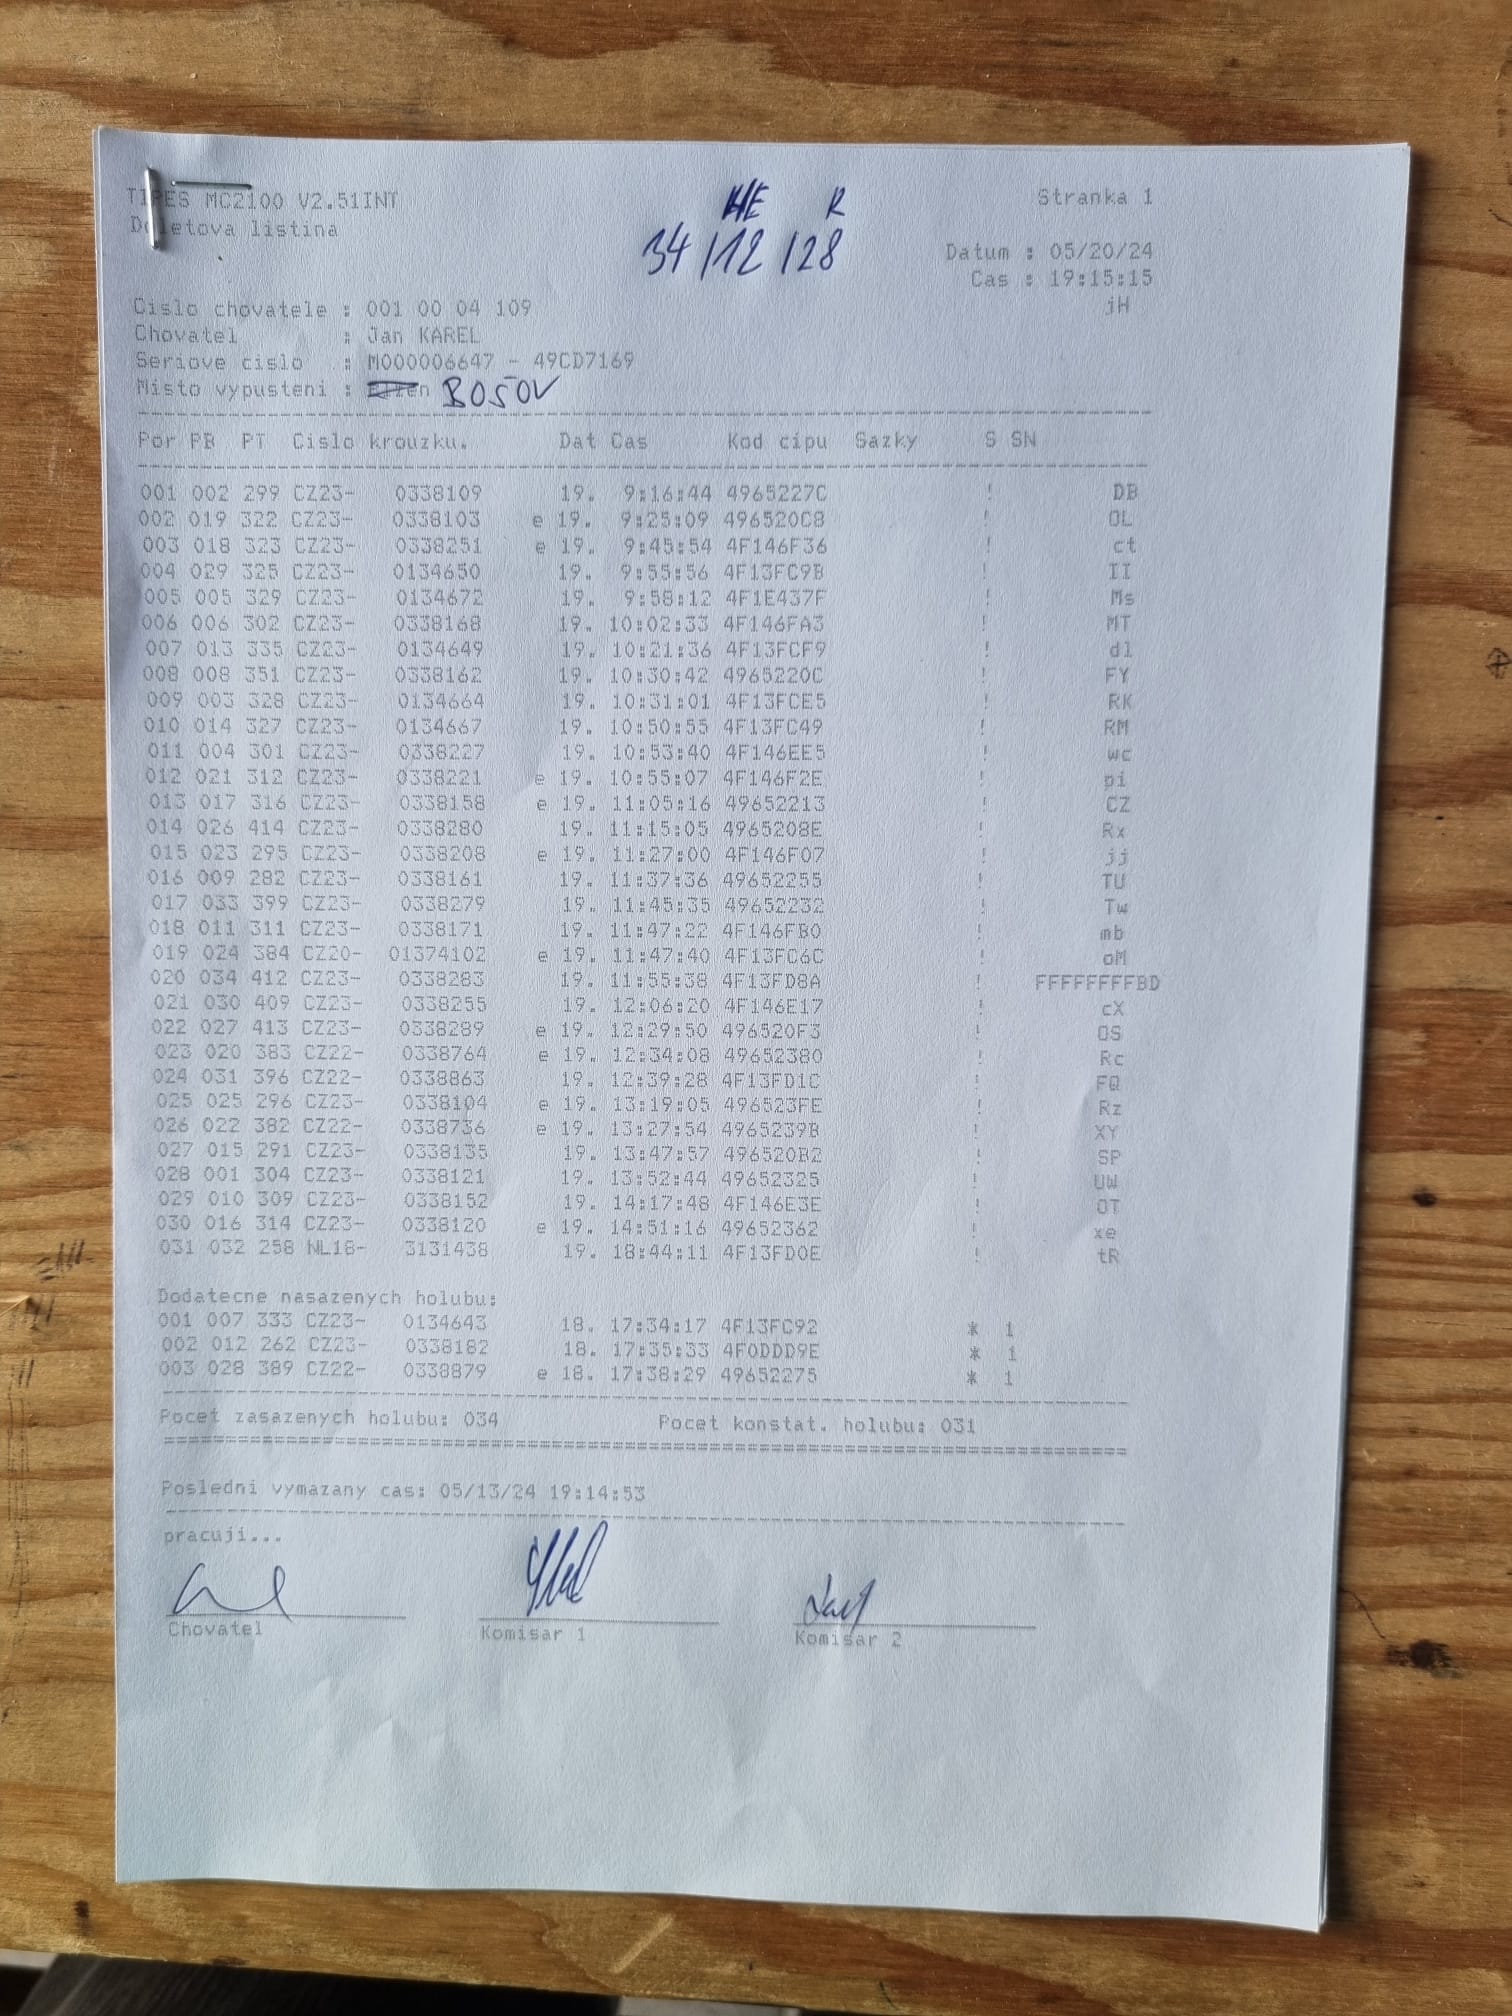 TIPES MC2100 V2.51INT
Doletova listina
HE R
34/12/28
Stranka 1
Datum : 05/20/24
Cas : 19:15:15
jH
Cislo chovatele : 001 00 04 109
Chovatel : Jan KAREL
Seriove cislo : M000006647 - 49CD7169
Misto vypusteni : BOŠOV
Por PB PT Cislo krouzku. Dat Cas Kod cipu Sazky S SN
001 002 299 CZ23- 0338109 19. 9:16:44 4965227C ! DB
002 019 322 CZ23- 0338103 e 19. 9:25:09 496520C8 ! OL
003 018 323 CZ23- 0338251 e 19. 9:45:54 4F146F36 ! ct
004 029 325 CZ23- 0134650 19. 9:55:56 4F13FC9B ! II
005 005 329 CZ23- 0134672 19. 9:58:12 4F1E437F ! Ms
006 006 302 CZ23- 0338168 19. 10:02:33 4F146FA3 ! MT
007 013 335 CZ23- 0134649 19. 10:21:36 4F13FCF9 ! dl
008 008 351 CZ23- 0338162 19. 10:30:42 4965220C ! FY
009 003 328 CZ23- 0134664 19. 10:31:01 4F13FCE5 ! RK
010 014 327 CZ23- 0134667 19. 10:50:55 4F13FC49 ! RM
011 004 301 CZ23- 0338227 19. 10:53:40 4F146EE5 ! wc
012 021 312 CZ23- 0338221 e 19. 10:55:07 4F146F2E ! pi
013 017 316 CZ23- 0338158 e 19. 11:05:16 49652213 ! CZ
014 026 414 CZ23- 0338280 19. 11:15:05 4965208E ! Rx
015 023 295 CZ23- 0338208 e 19. 11:27:00 4F146F07 ! jj
016 009 282 CZ23- 0338161 19. 11:37:36 49652255 ! TU
017 033 399 CZ23- 0338279 19. 11:45:35 49652232 ! Tw
018 011 311 CZ23- 0338171 19. 11:47:22 4F146FB0 ! mb
019 024 384 CZ20- 01374102 e 19. 11:47:40 4F13FC6C ! oM
020 034 412 CZ23- 0338283 19. 11:55:38 4F13FD8A ! FFFFFFFFBD
021 030 409 CZ23- 0338255 19. 12:06:20 4F146E17 ! cX
022 027 413 CZ23- 0338289 e 19. 12:29:50 496520F3 ! OS
023 020 383 CZ22- 0338764 e 19. 12:34:08 49652380 ! Rc
024 031 396 CZ22- 0338863 19. 12:39:28 4F13FD1C ! FQ
025 025 296 CZ23- 0338104 e 19. 13:19:05 496523FE ! Rz
026 022 382 CZ22- 0338736 e 19. 13:27:54 4965239B ! XY
027 015 291 CZ23- 0338135 19. 13:47:57 496520B2 ! SP
028 001 304 CZ23- 0338121 19. 13:52:44 49652325 ! UW
029 010 309 CZ23- 0338152 19. 14:17:48 4F146E3E ! OT
030 016 314 CZ23- 0338120 e 19. 14:51:16 49652362 ! xe
031 032 258 NL18- 3131438 19. 18:44:11 4F13FD0E ! tR
Dodatecne nasazenych holubu:
001 007 333 CZ23- 0134643 18. 17:34:17 4F13FC92 * 1
002 012 262 CZ23- 0338182 18. 17:35:33 4F0DDD9E * 1
003 028 389 CZ22- 0338879 e 18. 17:38:29 49652275 * 1
Pocet zasazenych holubu: 034 Pocet konstat. holubu: 031
Posledni vymazany cas: 05/13/24 19:14:53
pracuji...
Chovatel Komisar 1 Komisar 2